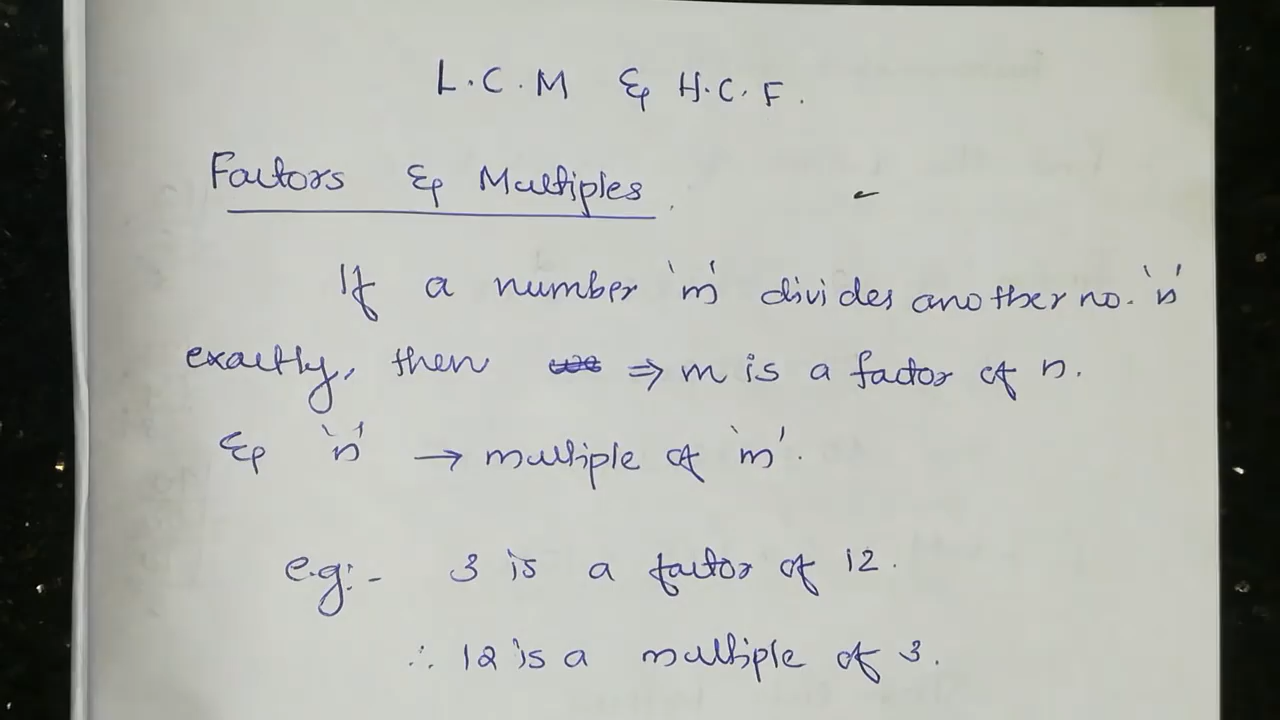 L.C.M & H.C.F.
Factors & Multiples.
If a number 'm' divides another no. 'n'
exactly, then ⇒ m is a factor of n.
& 'n' → multiple of 'm'.
e.g:- 3 is a factor of 12.
∴ 12 is a multiple of 3.